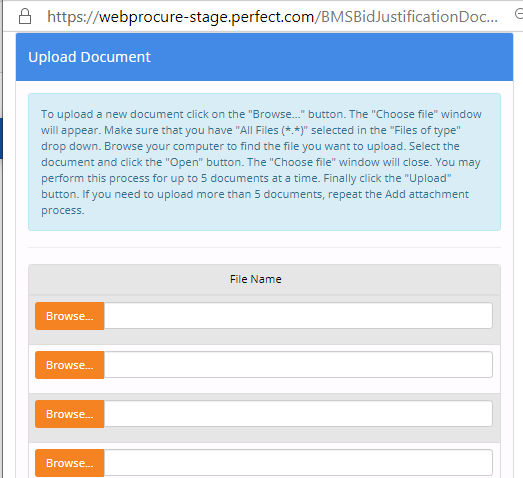 https://webprocure-stage.perfect.com/BMSBidJustificationDoc...
Upload Document
To upload a new document click on the "Browse..." button. The "Choose file" window
will appear. Make sure that you have "All Files (*.*)" selected in the "Files of type"
drop down. Browse your computer to find the file you want to upload. Select the
document and click the "Open" button. The "Choose file" window will close. You may
perform this process for up to 5 documents at a time. Finally click the "Upload"
button. If you need to upload more than 5 documents, repeat the Add attachment
process.
File Name
Browse...
Browse...
Browse...
Browse...